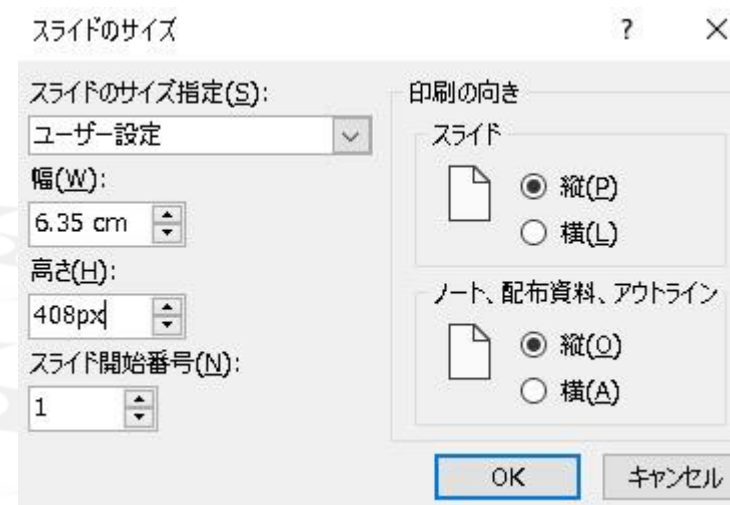 スライドのサイズ
?
×
スライドのサイズ指定(S):
ユーザー設定
幅(W):
6.35 cm
高さ(H):
408px
スライド開始番号(N):
1
印刷の向き
スライド
縦(P)
横(L)
ノート、配布資料、アウトライン
縦(O)
横(A)
OK
キャンセル